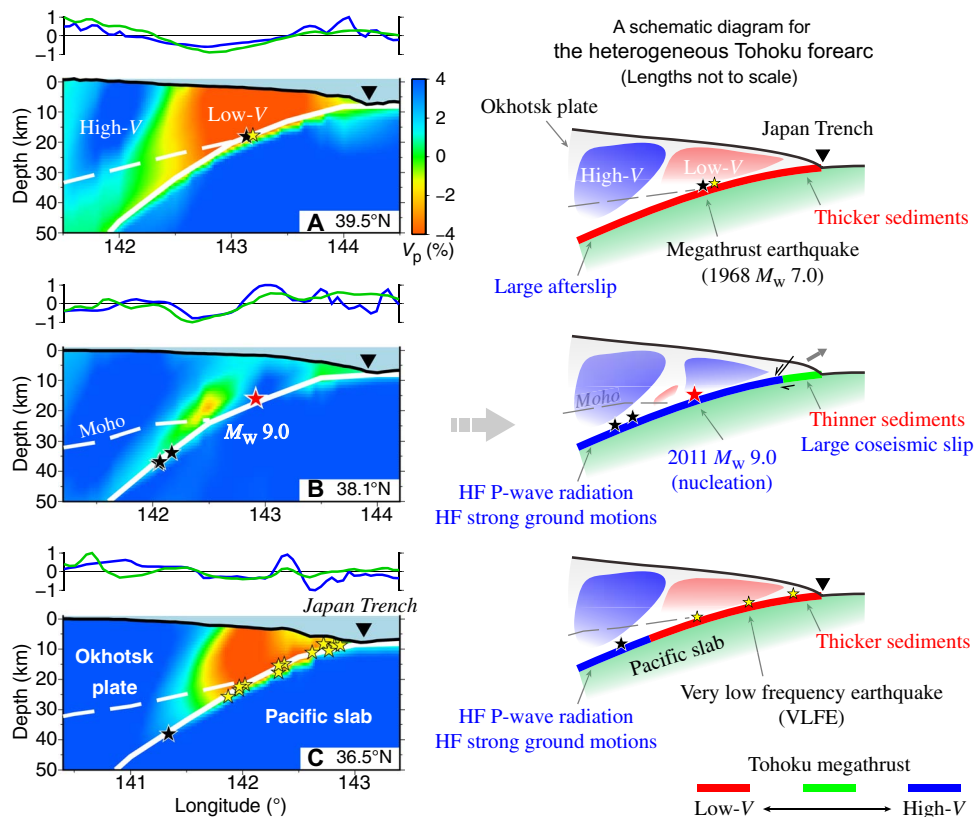 1
0
−1
0
10
20
30
40
50
Depth (km)
High-V
Low-V
A
39.5°N
142
143
144
4
2
0
−2
−4
Vp (%)
1
0
−1
0
10
20
30
40
50
Depth (km)
Moho
Mw 9.0
B
38.1°N
142
143
144
1
0
−1
Japan Trench
0
10
20
30
40
50
Depth (km)
Okhotsk
plate
Pacific slab
C
36.5°N
141
142
143
Longitude (°)
A schematic diagram for
the heterogeneous Tohoku forearc
(Lengths not to scale)
Okhotsk plate
Japan Trench
High-V
Low-V
Thicker sediments
Megathrust earthquake
(1968 Mw 7.0)
Large afterslip
Moho
Thinner sediments
Large coseismic slip
2011 Mw 9.0
(nucleation)
HF P-wave radiation
HF strong ground motions
Thicker sediments
Pacific slab
Very low frequency earthquake
(VLFE)
HF P-wave radiation
HF strong ground motions
Tohoku megathrust
Low-V
High-V